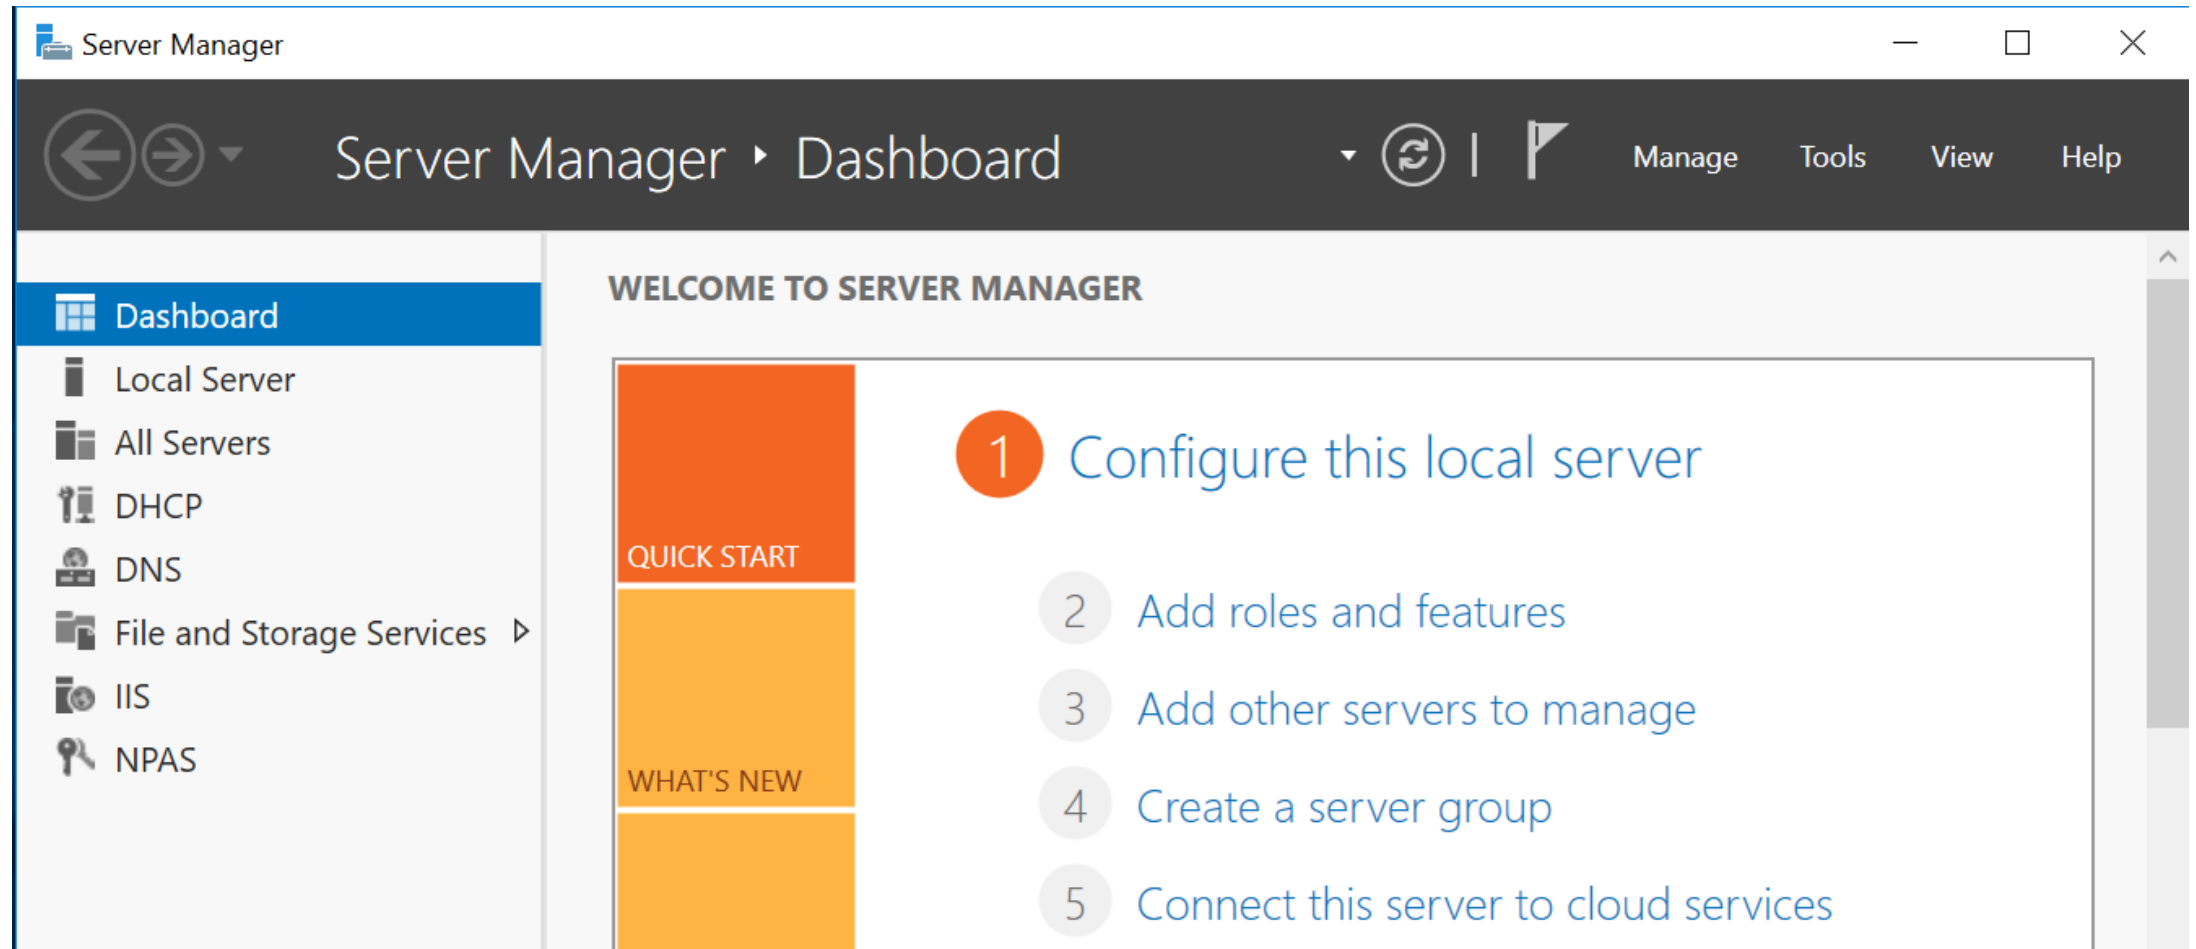 Server Manager
Server Manager Dashboard
Manage Tools View Help
Dashboard
Local Server
All Servers
DHCP
DNS
File and Storage Services
IIS
NPAS
WELCOME TO SERVER MANAGER
QUICK START
WHAT'S NEW
1 Configure this local server
2 Add roles and features
3 Add other servers to manage
4 Create a server group
5 Connect this server to cloud services